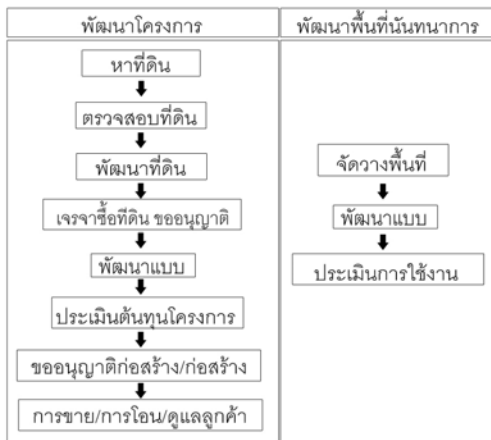 พัฒนาโครงการ
หาที่ดิน
ตรวจสอบที่ดิน
พัฒนาที่ดิน
เจรจาซื้อที่ดิน ขออนุญาติ
พัฒนาแบบ
ประเมินต้นทุนโครงการ
ขออนุญาติก่อสร้าง/ก่อสร้าง
การขาย/การโอน/ดูแลลูกค้า
พัฒนาพื้นที่นันทนาการ
จัดวางพื้นที่
พัฒนาแบบ
ประเมินการใช้งาน